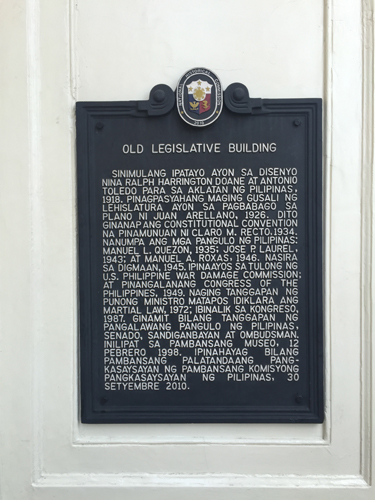 OLD LEGISLATIVE BUILDING
SINIMULANG IPATAYO AYON SA DISENYO
NINA RALPH HARRINGTON DOANE AT ANTONIO
TOLEDO PARA SA AKLATAN NG PILIPINAS,
1918. PINAGPASYAHANG MAGING GUSALI NG
LEHISLATURA AYON SA PAGBABAGO SA
PLANO NI JUAN ARELLANO, 1926. DITO
GINANAP ANG CONSTITUTIONAL CONVENTION
NA PINAMUNUAN NI CLARO M. RECTO, 1934.
NANUMPA ANG MGA PANGULO NG PILIPINAS:
MANUEL L. QUEZON, 1935; JOSE P. LAUREL,
1943; AT MANUEL A. ROXAS, 1946. NASIRA
SA DIGMAAN, 1945. IPINAAYOS SA TULONG NG
U.S. PHILIPPINE WAR DAMAGE COMMISSION;
AT PINANGALANANG CONGRESS OF THE
PHILIPPINES, 1949. NAGING TANGGAPAN NG
PUNONG MINISTRO MATAPOS IDIKLARA ANG
MARTIAL LAW, 1972; IBINALIK SA KONGRESO,
1987. GINAMIT BILANG TANGGAPAN NG
PANGALAWANG PANGULO NG PILIPINAS,
SENADO, SANDIGANBAYAN AT OMBUDSMAN.
INILIPAT SA PAMBANSANG MUSEO, 12
PEBRERO 1998. IPINAHAYAG BILANG
PAMBANSANG PALATANDAANG PANG-
KASAYSAYAN NG PAMBANSANG KOMISYONG
PANGKASAYSAYAN NG PILIPINAS, 30
SETYEMBRE 2010.